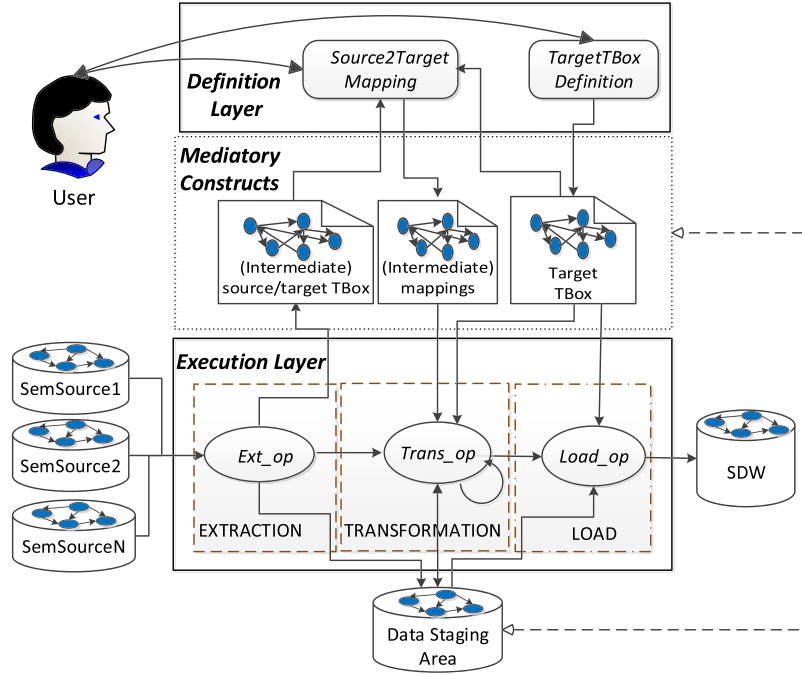 Source2Target
Mapping
TargetTBox
Definition
Definition
Layer
User
Mediatory
Constructs
(Intermediate)
source/target TBox
(Intermediate)
mappings
Target
TBox
Execution Layer
SemSource1
SemSource2
SemSourceN
Ext_op
Trans_op
Load_op
SDW
EXTRACTION
TRANSFORMATION
LOAD
Data Staging
Area